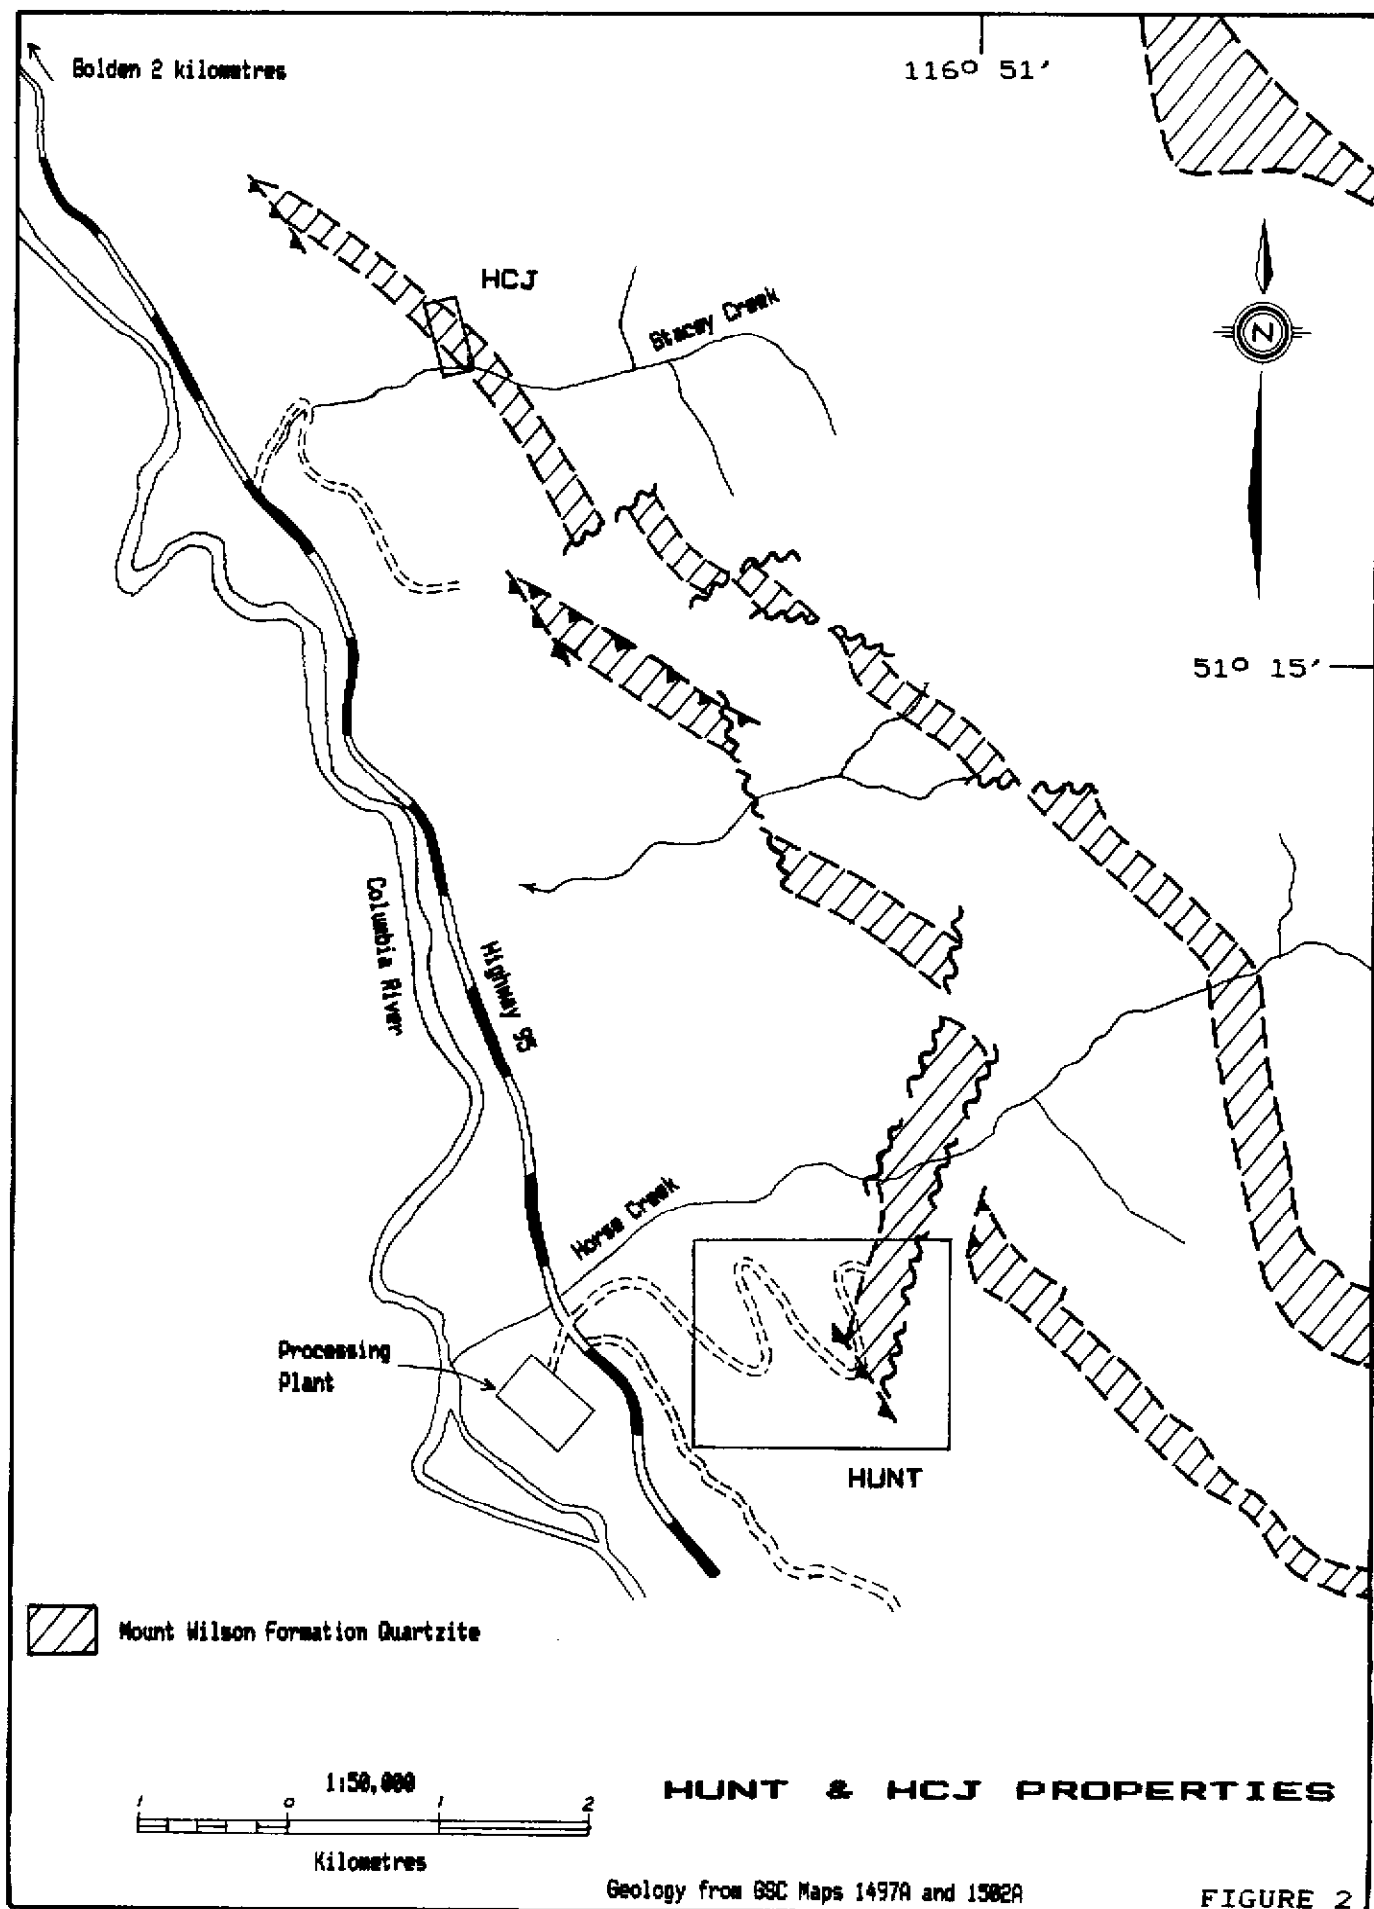 Golden 2 kilometres
116º 51'
HCJ
Stacey Creek
N
51º 15'
Columbia River
Highway 95
Horse Creek
Processing
Plant
HUNT
Mount Wilson Formation Quartzite
1:50,000
1 0 1 2
Kilometres
HUNT & HCJ PROPERTIES
Geology from GSC Maps 1497A and 1502A
FIGURE 2